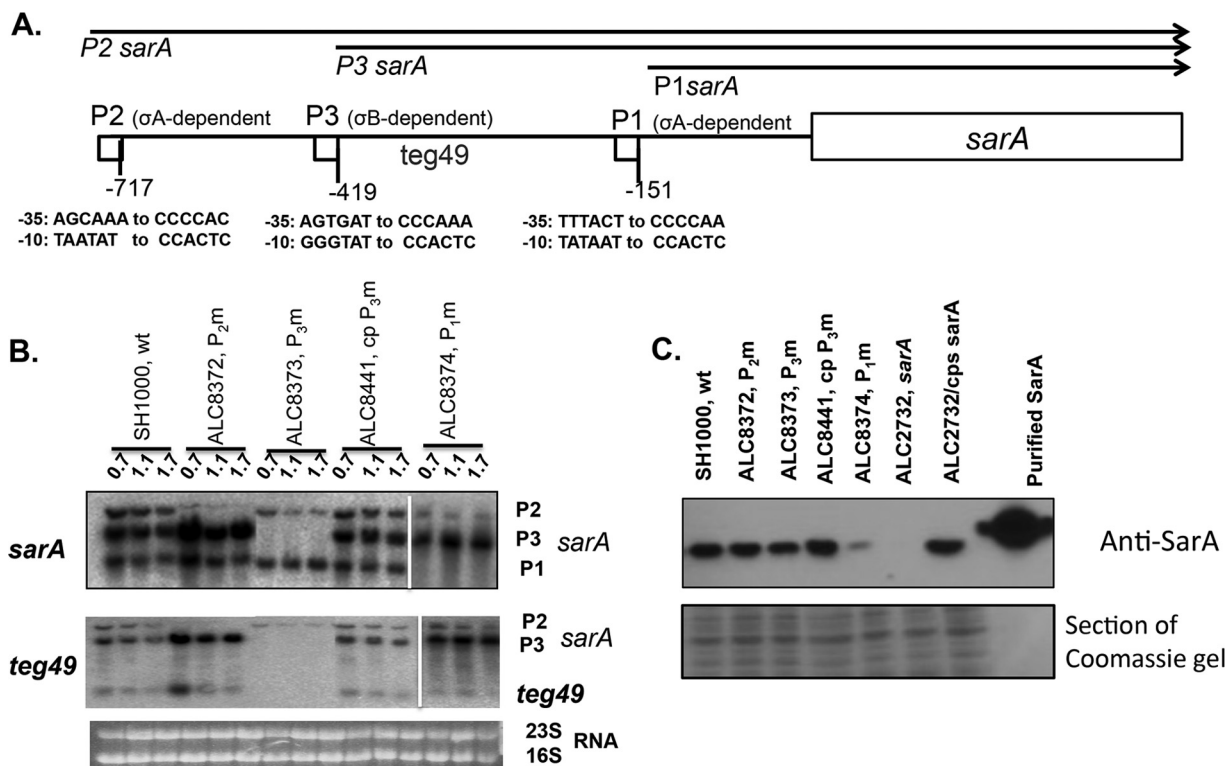 A.
P2 sarA
P3 sarA
P1sarA
P2 (σA-dependent
P3 (σB-dependent)
P1 (σA-dependent
teg49
sarA
-717
-419
-151
-35: AGCAAA to CCCCAC
-10: TAATAT to CCACTC
-35: AGTGAT to CCCAAA
-10: GGGTAT to CCACTC
-35: TTTACT to CCCCAA
-10: TATAAT to CCACTC
B.
SH1000, wt
ALC8372, P2m
ALC8373, P3m
ALC8441, cp P3m
ALC8374, P1m
0.7 1.1 1.7 0.7 1.1 1.7 0.7 1.1 1.7 0.7 1.1 1.7 0.7 1.1 1.7
sarA
P2
P3 sarA
P1
teg49
P2
P3 sarA
teg49
23S
16S
RNA
C.
SH1000, wt
ALC8372, P2m
ALC8373, P3m
ALC8441, cp P3m
ALC8374, P1m
ALC2732, sarA
ALC2732/cps sarA
Purified SarA
Anti-SarA
Section of
Coomassie gel